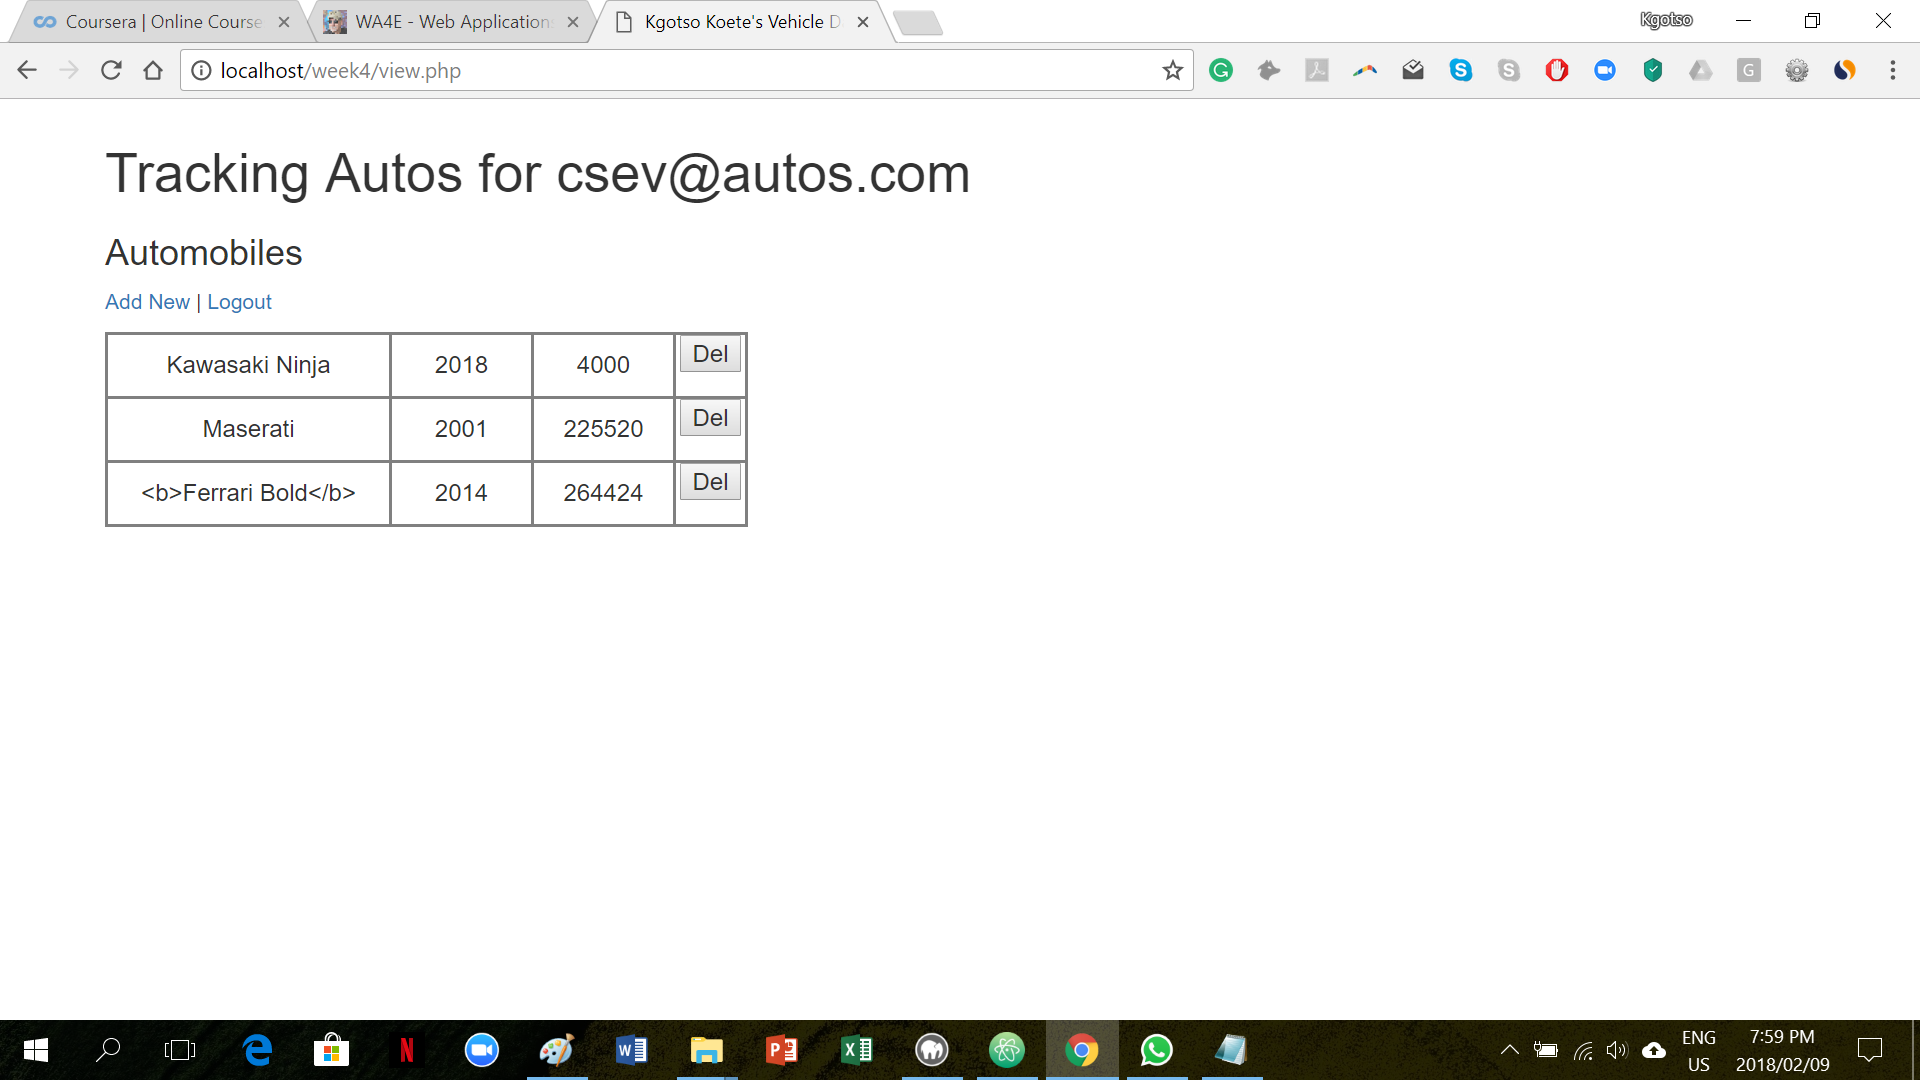 Coursera | Online Course
WA4E - Web Applications
Kgotso Koete's Vehicle D
Kgotso
localhost/week4/view.php
Tracking Autos for csev@autos.com
Automobiles
Add New | Logout
Kawasaki Ninja 2018 4000 Del
Maserati 2001 225520 Del
<b>Ferrari Bold</b> 2014 264424 Del
ENG 7:59 PM
US 2018/02/09